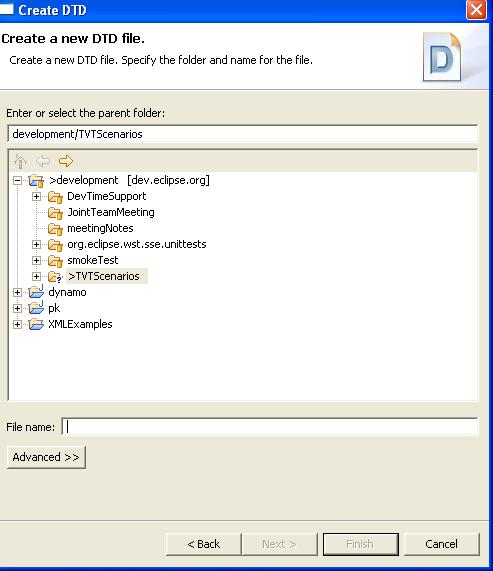 Create DTD
Create a new DTD file.
Create a new DTD file. Specify the folder and name for the file.
D
Enter or select the parent folder:
development/TVTScenarios
>development [dev.eclipse.org]
DevTimeSupport
JointTeamMeeting
meetingNotes
org.eclipse.wst.sse.unittests
smokeTest
>TVTScenarios
dynamo
pk
XMLExamples
File name:
Advanced >>
< Back Next > Finish Cancel